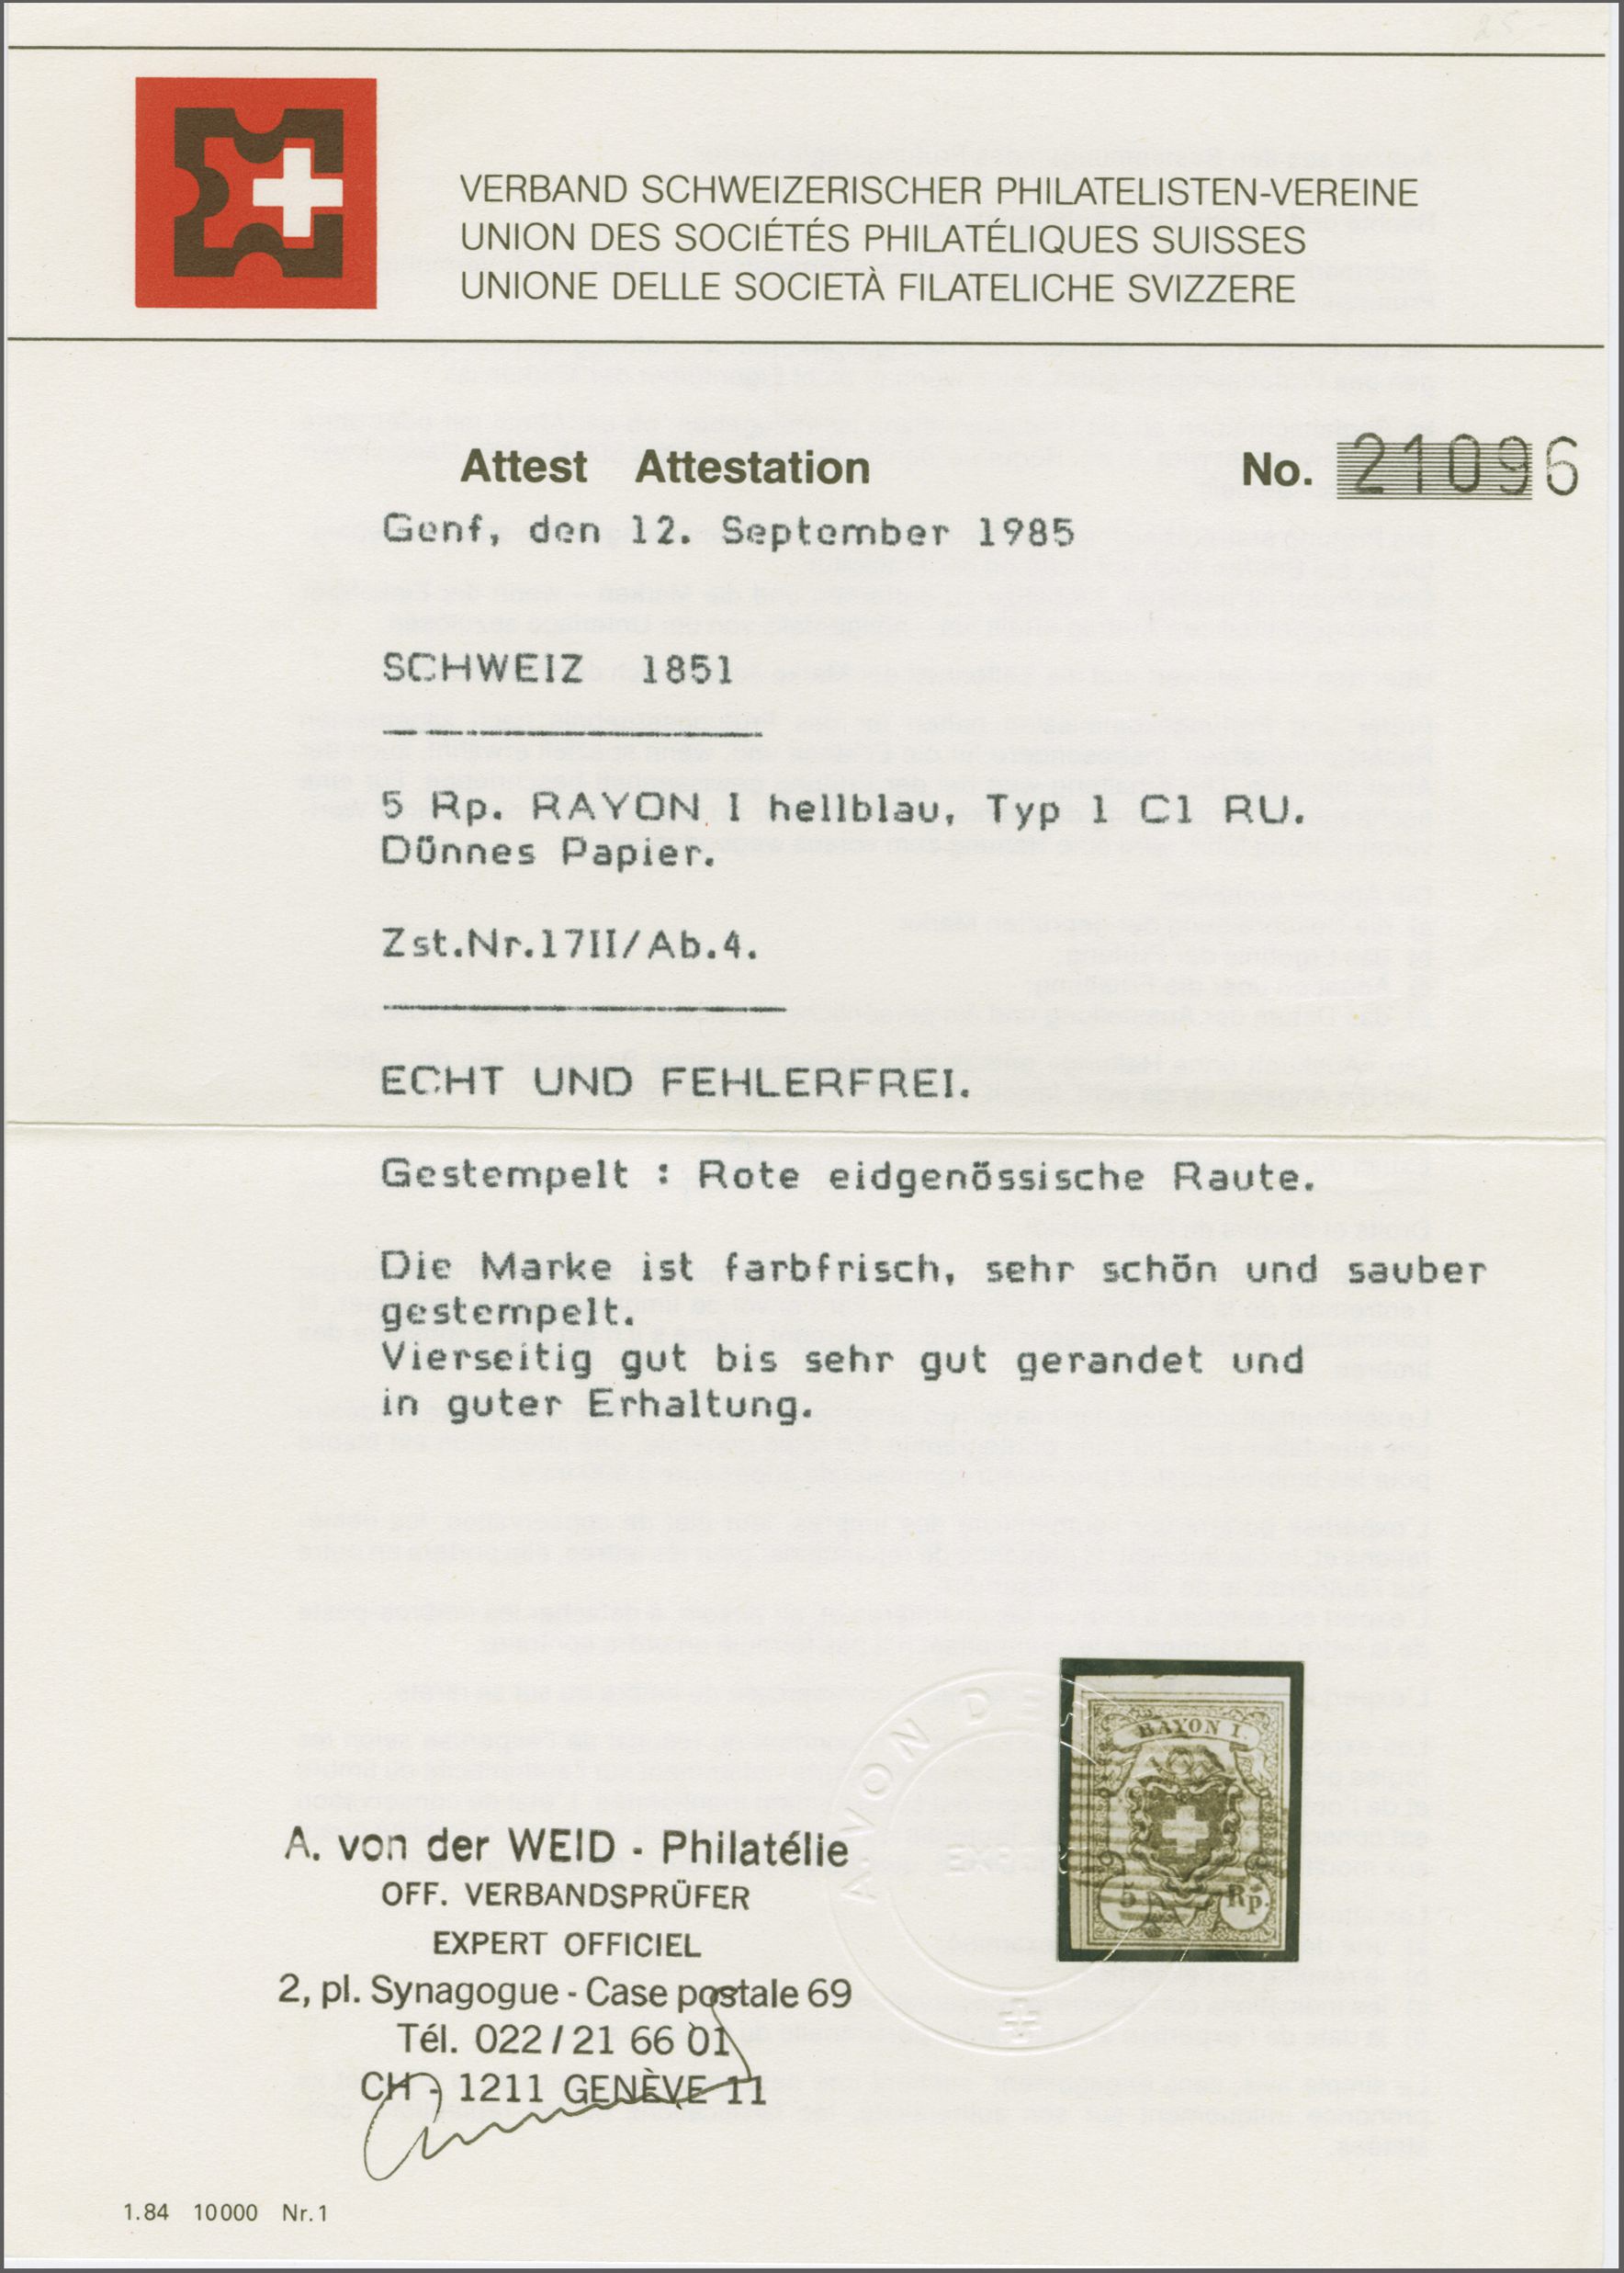 VERBAND SCHWEIZERISCHER PHILATELISTEN-VEREINE
UNION DES SOCIÉTÉS PHILATÉLIQUES SUISSES
UNIONE DELLE SOCIETÀ FILATELICHE SVIZZERE
Attest Attestation
No. 21096
Genf, den 12. September 1985
SCHWEIZ 1851
5 Rp. RAYON I hellblau, Typ 1 C1 RU.
Dünnes Papier.
Zst.Nr.17II/Ab.4.
ECHT UND FEHLERFREI.
Gestempelt : Rote eidgenössische Raute.
Die Marke ist farbfrisch, sehr schön und sauber
gestempelt.
Vierseitig gut bis sehr gut gerandet und
in guter Erhaltung.
RAYON I.
5 Rp.
A. VON DE
A. von der WEID - Philatélie
OFF. VERBANDSPRÜFER
EXPERT OFFICIEL
2, pl. Synagogue - Case postale 69
Tél. 022 / 21 66 01
CH - 1211 GENÈVE 11
1.84 10000 Nr. 1